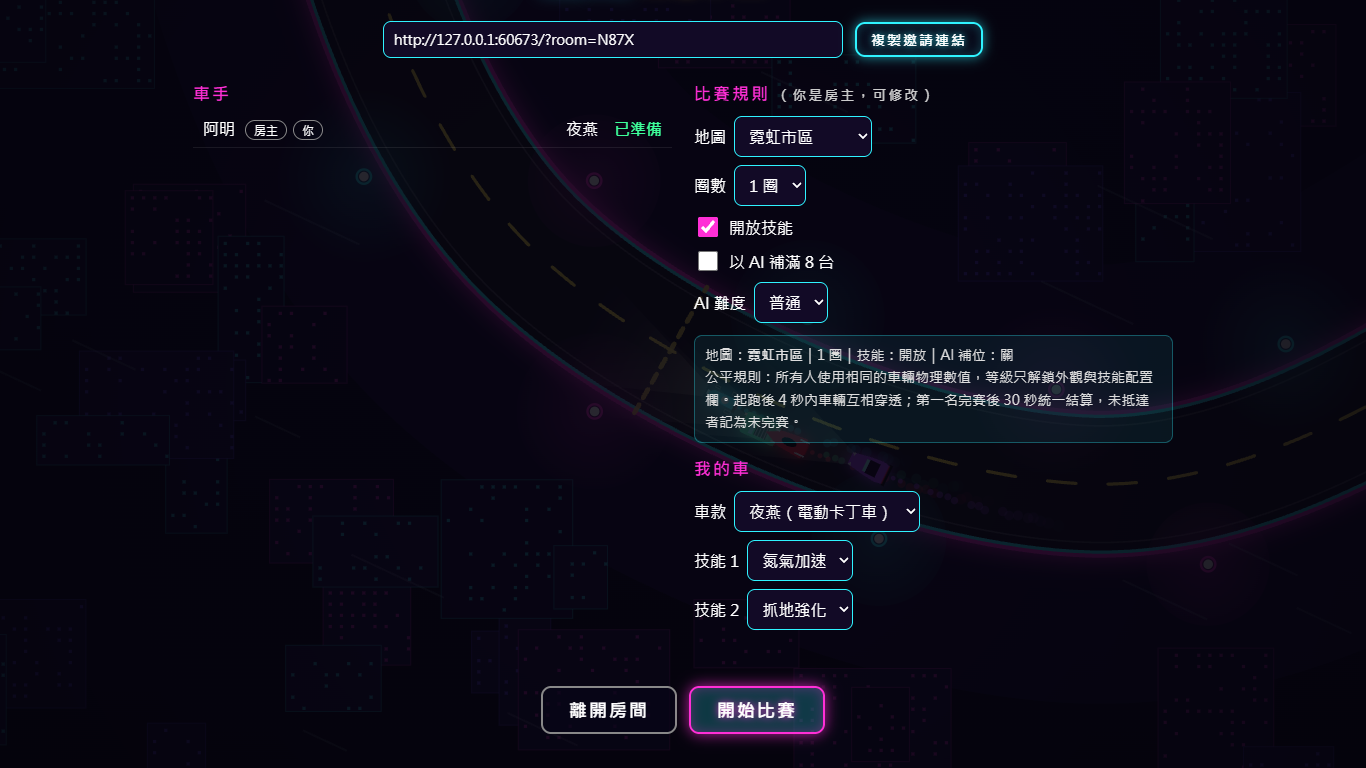 http://127.0.0.1:60673/?room=N87X
複製邀請連結
車手
阿明 房主 你 夜燕 已準備
比賽規則 (你是房主,可修改)
地圖 霓虹市區
圈數 1 圈
開放技能
以 AI 補滿 8 台
AI 難度 普通
地圖:霓虹市區 | 1 圈 | 技能:開放 | AI 補位:關
公平規則:所有人使用相同的車輛物理數值,等級只解鎖外觀與技能配置
欄。起跑後 4 秒內車輛互相穿透;第一名完賽後 30 秒統一結算,未抵達
者記為未完賽。
我的車
車款 夜燕(電動卡丁車)
技能 1 氮氣加速
技能 2 抓地強化
離開房間
開始比賽